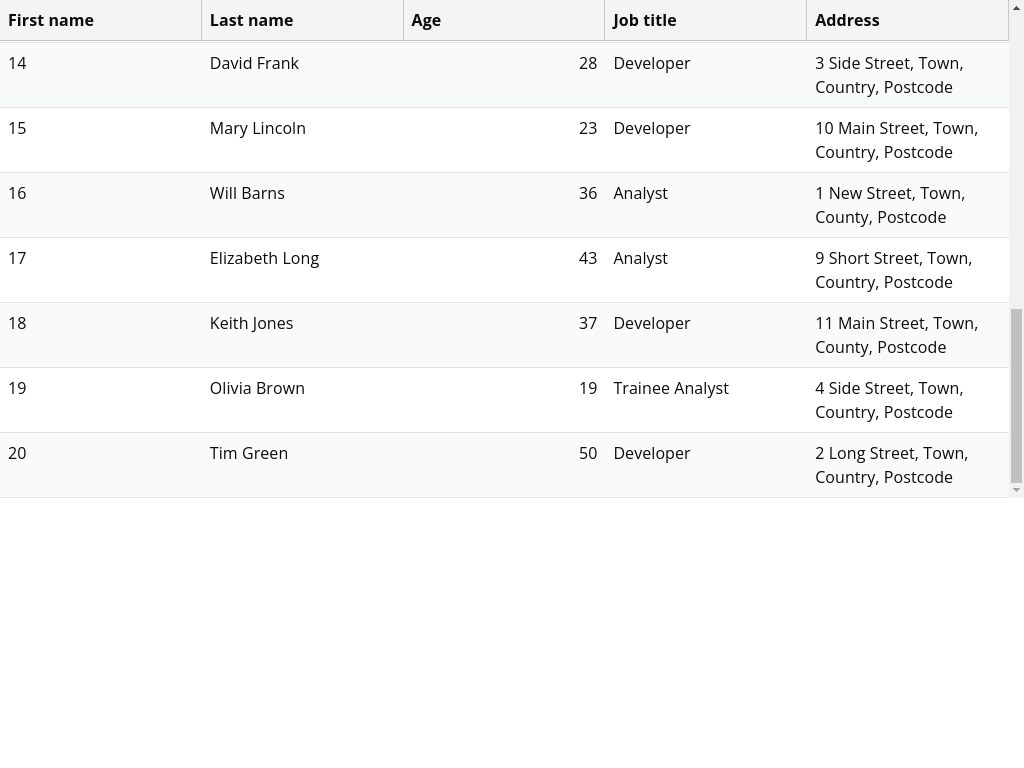 First name Last name Age Job title Address
14 David Frank 28 Developer 3 Side Street, Town,
Country, Postcode
15 Mary Lincoln 23 Developer 10 Main Street, Town,
Country, Postcode
16 Will Barns 36 Analyst 1 New Street, Town,
County, Postcode
17 Elizabeth Long 43 Analyst 9 Short Street, Town,
Country, Postcode
18 Keith Jones 37 Developer 11 Main Street, Town,
County, Postcode
19 Olivia Brown 19 Trainee Analyst 4 Side Street, Town,
Country, Postcode
20 Tim Green 50 Developer 2 Long Street, Town,
Country, Postcode